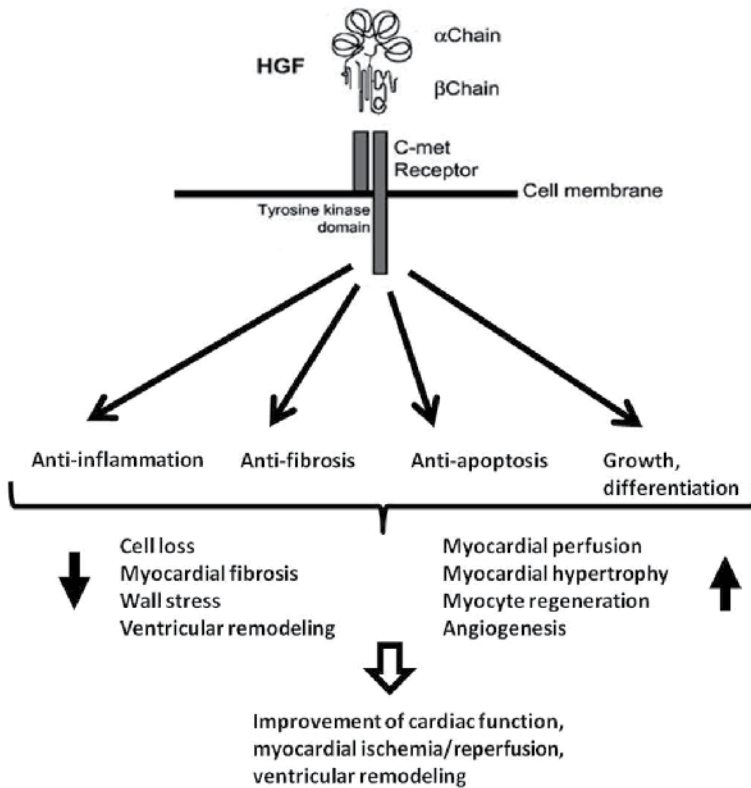 HGF
αChain
βChain
C-met
Receptor
Cell membrane
Tyrosine kinase
domain
Anti-inflammation
Anti-fibrosis
Anti-apoptosis
Growth,
differentiation
Cell loss
Myocardial fibrosis
Wall stress
Ventricular remodeling
Myocardial perfusion
Myocardial hypertrophy
Myocyte regeneration
Angiogenesis
Improvement of cardiac function,
myocardial ischemia/reperfusion,
ventricular remodeling